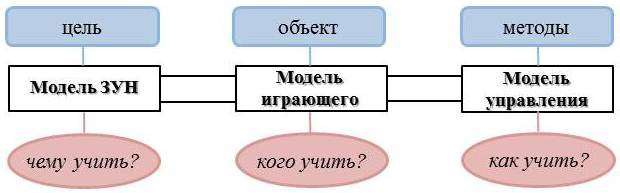 цель
объект
методы
Модель ЗУН
Модель
играющего
Модель
управления
чему учить?
кого учить?
как учить?